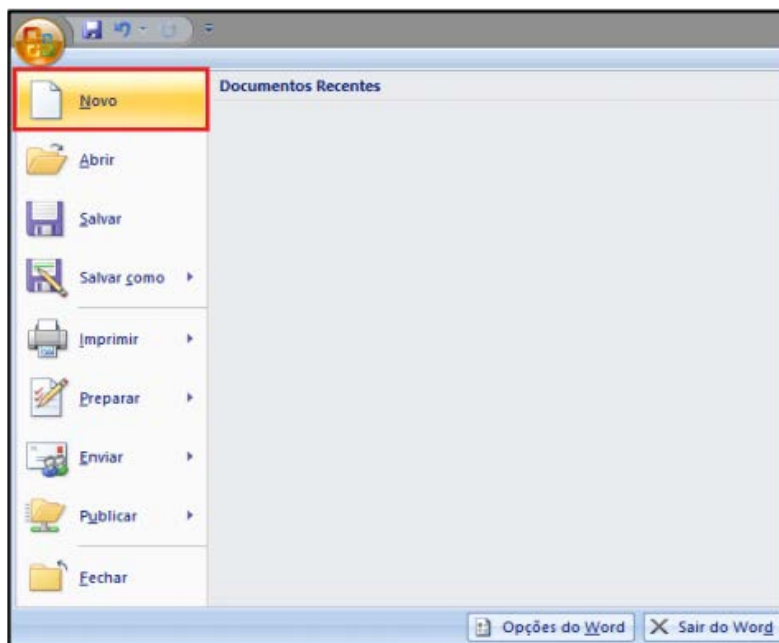 Documentos Recentes
Novo
Abrir
Salvar
Salvar como
Imprimir
Preparar
Enviar
Publicar
Fechar
Opções do Word
Sair do Word